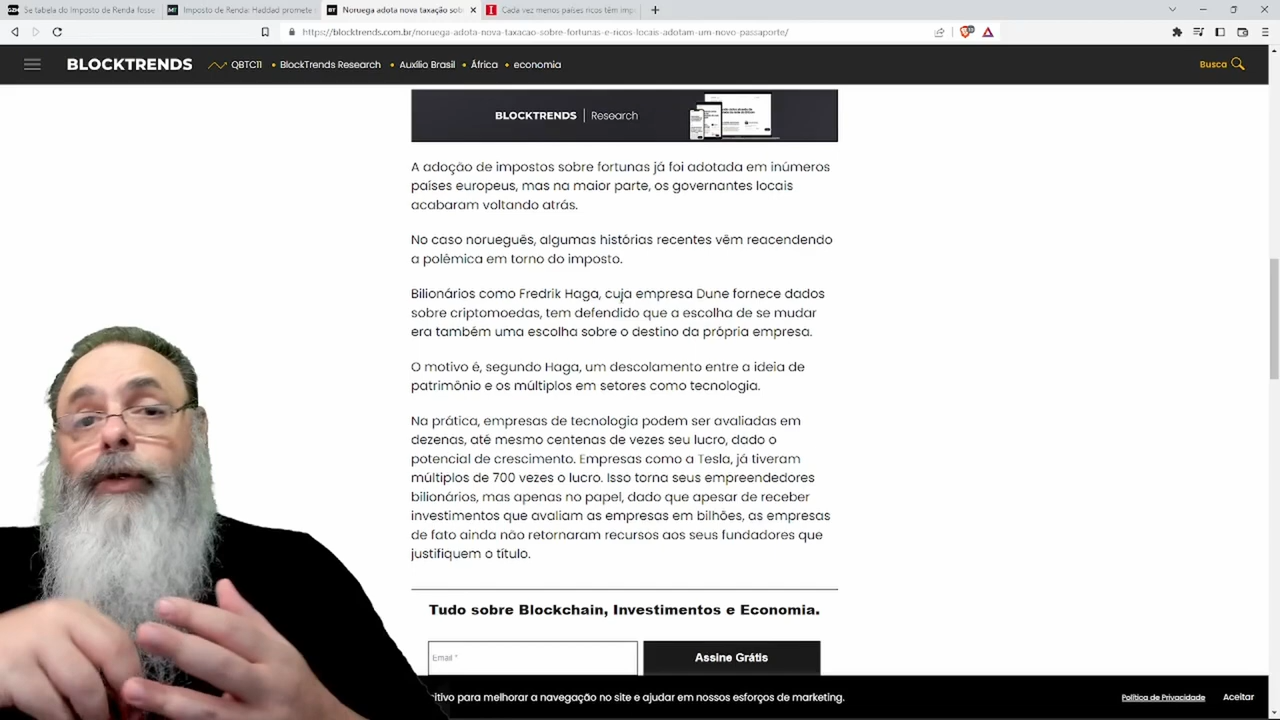 Se tabela do Imposto de Renda fosse
Imposto de Renda: Haddad promete
Noruega adota nova taxação sob
Cada vez menos países ricos têm imp
https://blocktrends.com.br/noruega-adota-nova-taxacao-sobre-fortunas-e-ricos-locais-adotam-um-novo-passaporte/
BLOCKTRENDS
QBTC11 • BlockTrends Research • Auxílio Brasil • África • economia
Busca
BLOCKTRENDS | Research
A adoção de impostos sobre fortunas já foi adotada em inúmeros
países europeus, mas na maior parte, os governantes locais
acabaram voltando atrás.
No caso norueguês, algumas histórias recentes vêm reacendendo
a polêmica em torno do imposto.
Bilionários como Fredrik Haga, cuja empresa Dune fornece dados
sobre criptomoedas, tem defendido que a escolha de se mudar
era também uma escolha sobre o destino da própria empresa.
O motivo é, segundo Haga, um descolamento entre a ideia de
patrimônio e os múltiplos em setores como tecnologia.
Na prática, empresas de tecnologia podem ser avaliadas em
dezenas, até mesmo centenas de vezes seu lucro, dado o
potencial de crescimento. Empresas como a Tesla, já tiveram
múltiplos de 700 vezes o lucro. Isso torna seus empreendedores
bilionários, mas apenas no papel, dado que apesar de receber
investimentos que avaliam as empresas em bilhões, as empresas
de fato ainda não retornaram recursos aos seus fundadores que
justifiquem o título.
Tudo sobre Blockchain, Investimentos e Economia.
Email *
Assine Grátis
itivo para melhorar a navegação no site e ajudar em nossos esforços de marketing.
Política de Privacidade
Aceitar